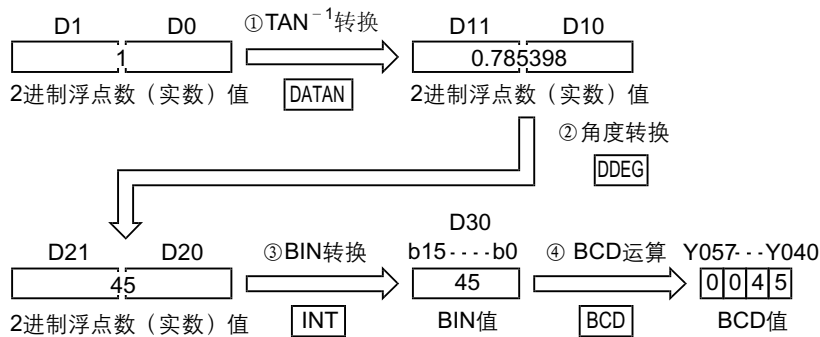 D1 D0 ①TAN⁻¹转换 D11 D10
1 0.785398
2进制浮点数（实数）值 DATAN 2进制浮点数（实数）值
②角度转换
DDEG
D30
D21 D20 ③BIN转换 b15----b0 ④ BCD运算 Y057---Y040
45 45 0 0 4 5
2进制浮点数（实数）值 INT BIN值 BCD BCD值